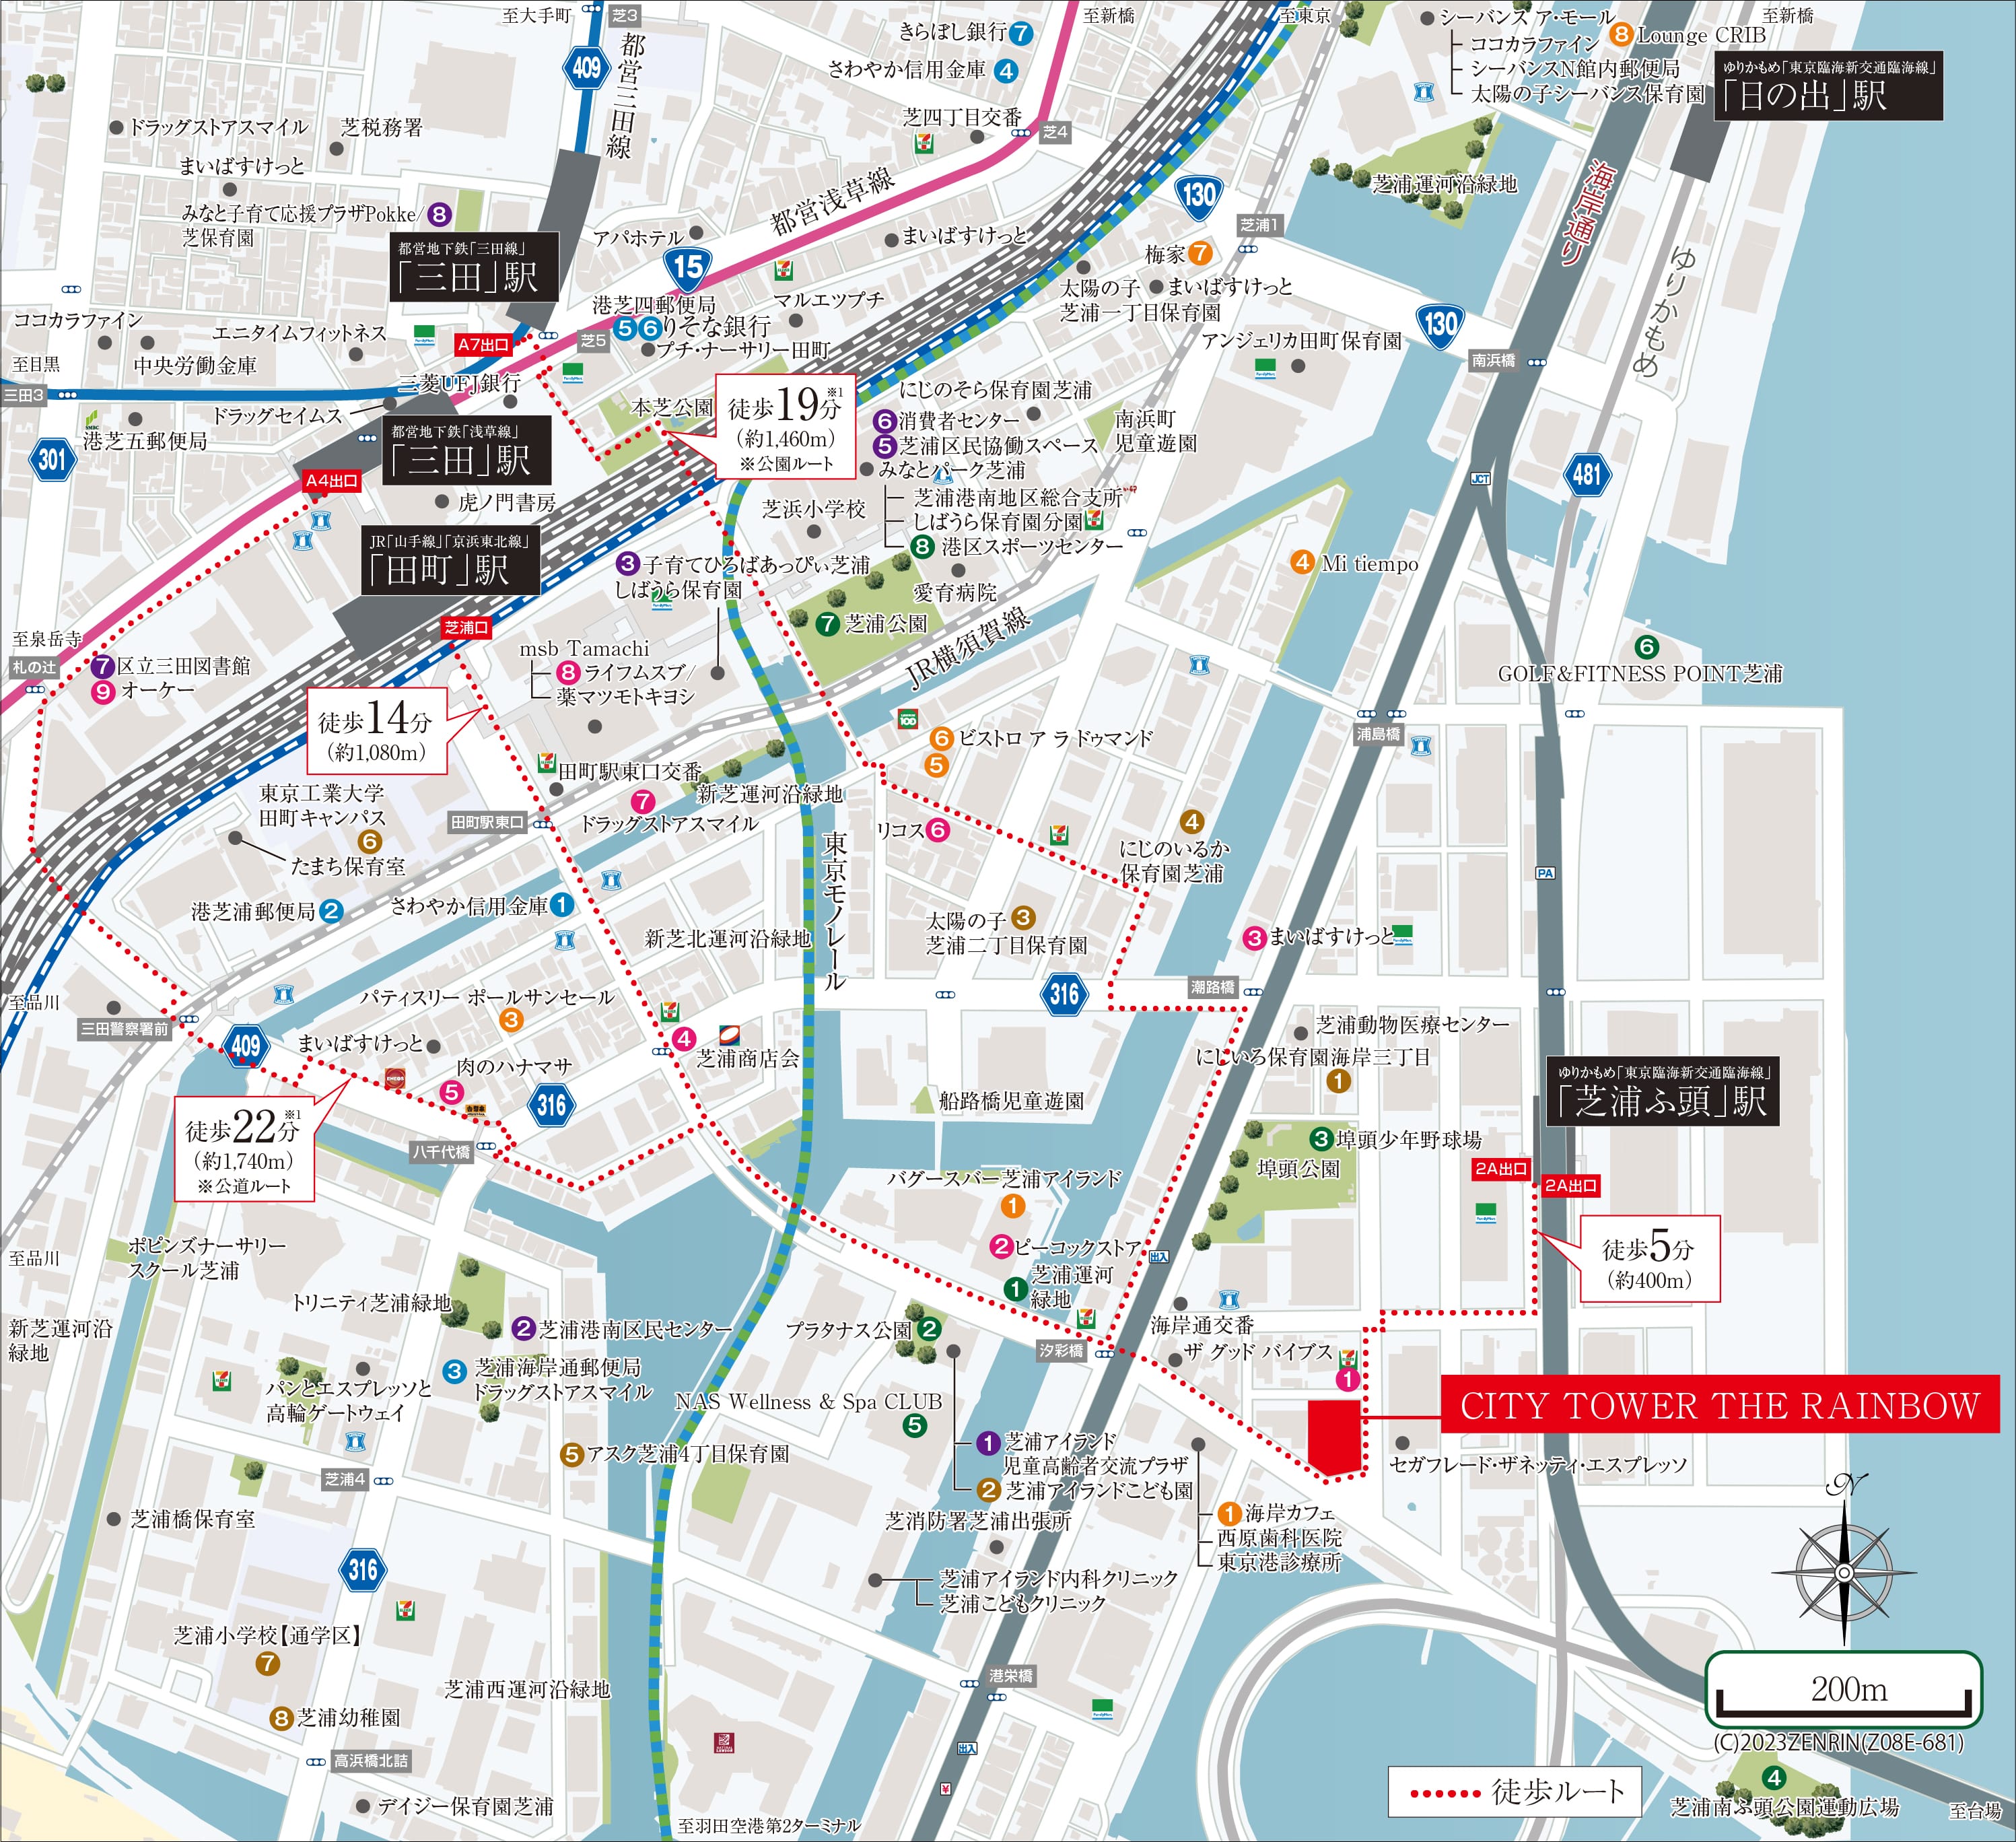 至大手町
芝3
409
都営三田線
きらぼし銀行7
さわやか信用金庫4
至新橋
至東京
シーバンス ア・モール
ココカラファイン
シーバンスN館内郵便局
太陽の子シーバンス保育園
8 Lounge CRIB
至新橋
ゆりかもめ「東京臨海新交通臨海線」
「日の出」駅
ドラッグストアスマイル
芝税務署
まいばすけっと
みなと子育て応援プラザPokke/8
芝保育園
都営地下鉄「三田線」
「三田」駅
芝四丁目交番
芝4
都営浅草線
アパホテル
15
まいばすけっと
130
芝浦1
梅家7
芝浦運河沿緑地
海岸通り
ゆりかもめ
太陽の子
芝浦一丁目保育園
まいばすけっと
アンジェリカ田町保育園
130
南浜橋
ココカラファイン
中央労働金庫
エニタイムフィットネス
至目黒
三田3
A7出口
芝5
港芝四郵便局
56りそな銀行
マルエツプチ
プチ・ナーサリー田町
三菱UFJ銀行
ドラッグセイムス
港芝五郵便局
301
都営地下鉄「浅草線」
「三田」駅
本芝公園
徒歩19分※1
(約1,460m)
※公園ルート
にじのそら保育園芝浦
6消費者センター
5芝浦区民協働スペース
みなとパーク芝浦
芝浦港南地区総合支所
しばうら保育園分園
8港区スポーツセンター
南浜町
児童遊園
481
JCT
A4出口
虎ノ門書房
JR「山手線」「京浜東北線」
「田町」駅
芝浜小学校
3子育てひろばあっぴぃ芝浦
しばうら保育園
愛育病院
7芝浦公園
JR横須賀線
4 Mi tiempo
至泉岳寺
札の辻
7区立三田図書館
9オーケー
芝浦口
msb Tamachi
8ライフムスブ/
薬マツモトキヨシ
6
GOLF&FITNESS POINT芝浦
浦島橋
徒歩14分
(約1,080m)
6ビストロ ア ラ ドゥマンド
5
田町駅東口交番
7
ドラッグストアスマイル
新芝運河沿緑地
田町駅東口
東京工業大学
田町キャンパス
6
たまち保育室
東京モノレール
リコス6
4
にじのいるか
保育園芝浦
PA
港芝浦郵便局2
さわやか信用金庫1
新芝北運河沿緑地
太陽の子3
芝浦二丁目保育園
3まいばすけっと
至品川
三田警察署前
409
パティスリー ポールサンセール
3
316
潮路橋
まいばすけっと
肉のハナマサ
5
316
4
芝浦商店会
芝浦動物医療センター
にじいろ保育園海岸三丁目
1
船路橋児童遊園
ゆりかもめ「東京臨海新交通臨海線」
「芝浦ふ頭」駅
徒歩22分※1
(約1,740m)
※公道ルート
八千代橋
3埠頭少年野球場
埠頭公園
2A出口
2A出口
徒歩5分
(約400m)
バグースバー芝浦アイランド
1
2ピーコックストア
1芝浦運河
緑地
出入
至品川
ポピンズナーサリー
スクール芝浦
トリニティ芝浦緑地
新芝運河沿
緑地
2芝浦港南区民センター
3芝浦海岸通郵便局
ドラッグストアスマイル
プラタナス公園2
汐彩橋
海岸通交番
ザ グッド バイブス
1
CITY TOWER THE RAINBOW
パンとエスプレッソと
高輪ゲートウェイ
NAS Wellness & Spa CLUB
5
1芝浦アイランド
児童高齢者交流プラザ
2芝浦アイランドこども園
セガフレード・ザネッティ・エスプレッソ
芝浦4
5アスク芝浦4丁目保育園
芝浦橋保育室
芝消防署芝浦出張所
1海岸カフェ
西原歯科医院
東京港診療所
N
316
芝浦アイランド内科クリニック
芝浦こどもクリニック
芝浦小学校【通学区】
7
8芝浦幼稚園
芝浦西運河沿緑地
港栄橋
200m
(C)2023ZENRIN(Z08E-681)
出入
¥
高浜橋北詰
デイジー保育園芝浦
至羽田空港第2ターミナル
徒歩ルート
4
芝浦南ふ頭公園運動広場
至台場